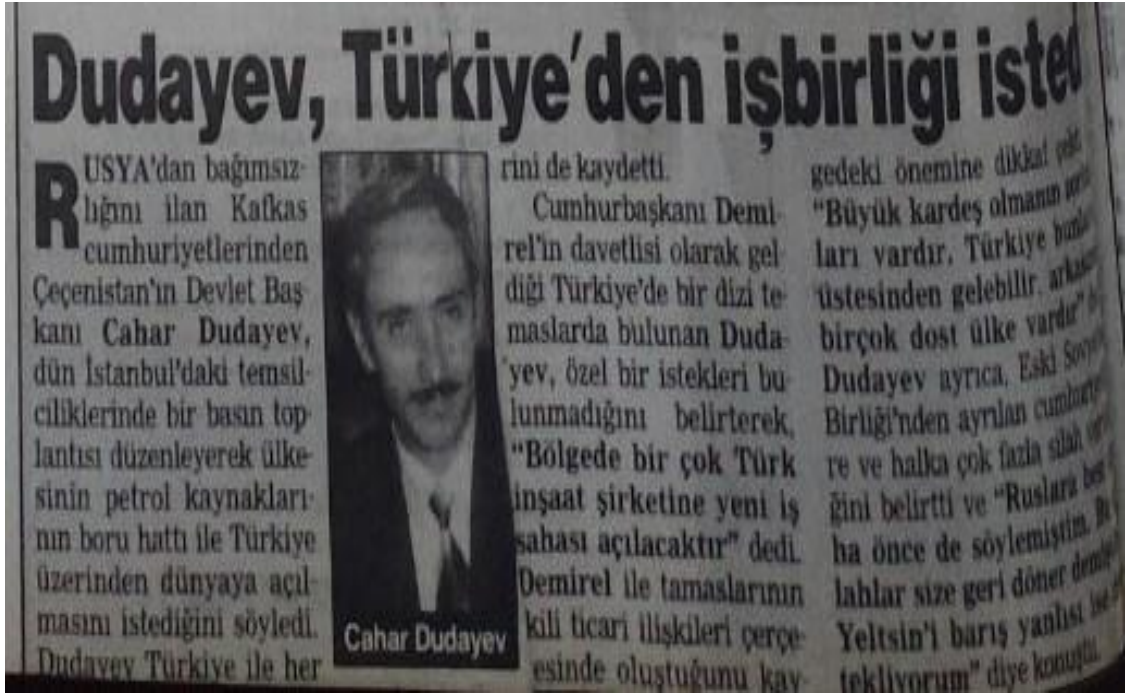 Dudayev, Türkiye'den işbirliği isted
RUSYA'dan bağımsız-
lığını ilan Kafkas
cumhuriyetlerinden
Çeçenistan'ın Devlet Baş-
kanı Cahar Dudayev,
dün İstanbul'daki temsil-
ciliklerinde bir basın top-
lantısı düzenleyerek ülke-
sinin petrol kaynakları-
nın boru hattı ile Türkiye
üzerinden dünyaya açıl-
masını istediğini söyledi.
Dudayev Türkiye ile her
Cahar Dudayev
rini de kaydetti.
Cumhurbaşkanı Demi-
rel'in davetlisi olarak gel-
diği Türkiye'de bir dizi te-
maslarda bulunan Duda-
yev, özel bir istekleri bu-
lunmadığını belirterek,
"Bölgede bir çok Türk
inşaat şirketine yeni iş
sahası açılacaktır" dedi.
Demirel ile tamaslarının
kili ticari ilişkileri çerçe-
esinde oluştuğunu kay-
gedeki önemine dikkat çekti
"Büyük kardeş olmanın
ları vardır. Türkiye
üstesinden gelebilir,
birçok dost ülke vardır"
Dudayev ayrıca, Eski Sovyet
Birliği'nden ayrılan
re ve halka çok fazla silah
ğini belirtti ve "Ruslara
ha önce de söylemiştim.
lahlar size geri döner
Yeltsin'i barış yanlısı ise
tekliyorum" diye konuştu.